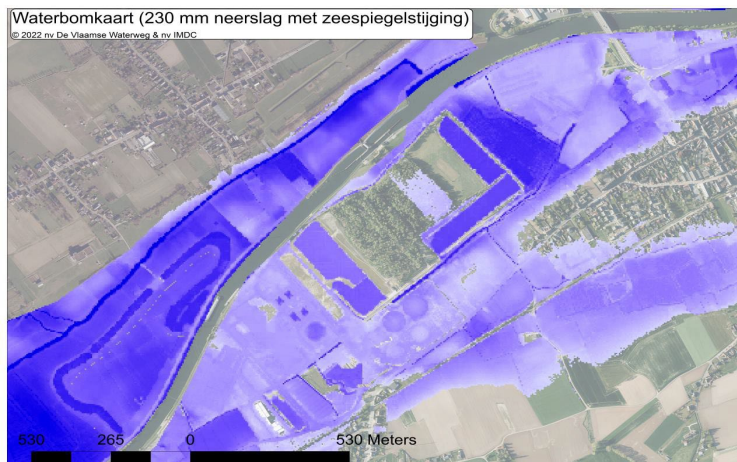 Waterbomkaart (230 mm neerslag met zeespiegelstijging)
© 2022 nv De Vlaamse Waterweg & nv IMDC
530 265 0 530 Meters